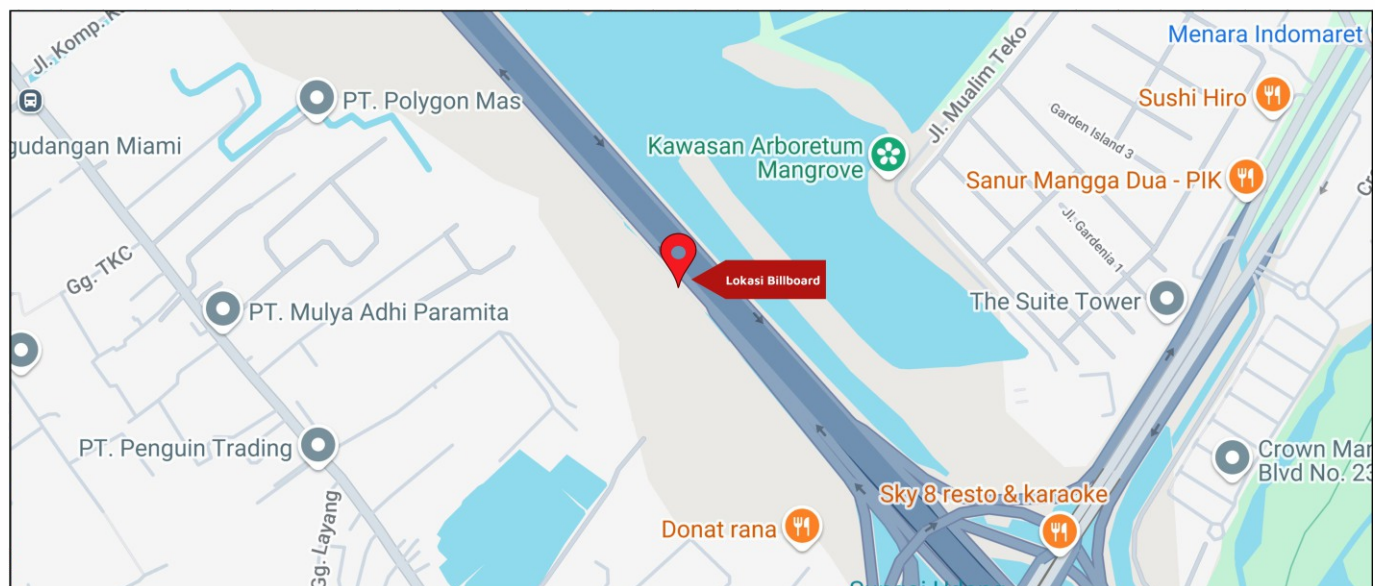 Jl. Komp. K
PT. Polygon Mas
gudangan Miami
Gg. TKC
PT. Mulya Adhi Paramita
PT. Penguin Trading
Gg. Layang
Kawasan Arboretum
Mangrove
Lokasi Billboard
Donat rana
Sky 8 resto & karaoke
Jl. Mualim Teko
Menara Indomaret
Sushi Hiro
Garden Island 3
Sanur Mangga Dua - PIK
Jl. Gardenia 1
The Suite Tower
Crown Mar
Blvd No. 23